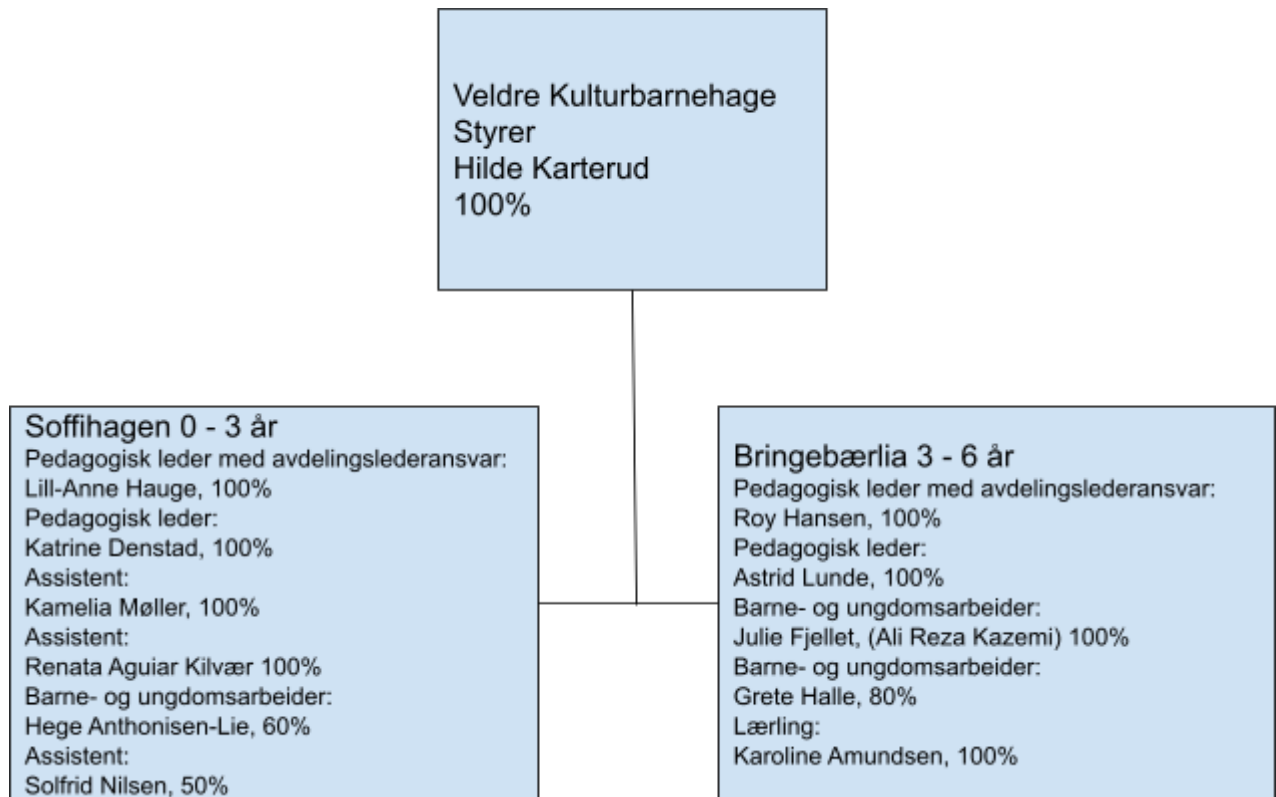 Veldre Kulturbarnehage
Styrer
Hilde Karterud
100%
Soffihagen 0 - 3 år
Pedagogisk leder med avdelingslederansvar:
Lill-Anne Hauge, 100%
Pedagogisk leder:
Katrine Denstad, 100%
Assistent:
Kamelia Møller, 100%
Assistent:
Renata Aguiar Kilvær 100%
Barne- og ungdomsarbeider:
Hege Anthonisen-Lie, 60%
Assistent:
Solfrid Nilsen, 50%
Bringebærlia 3 - 6 år
Pedagogisk leder med avdelingslederansvar:
Roy Hansen, 100%
Pedagogisk leder:
Astrid Lunde, 100%
Barne- og ungdomsarbeider:
Julie Fjellet, (Ali Reza Kazemi) 100%
Barne- og ungdomsarbeider:
Grete Halle, 80%
Lærling:
Karoline Amundsen, 100%